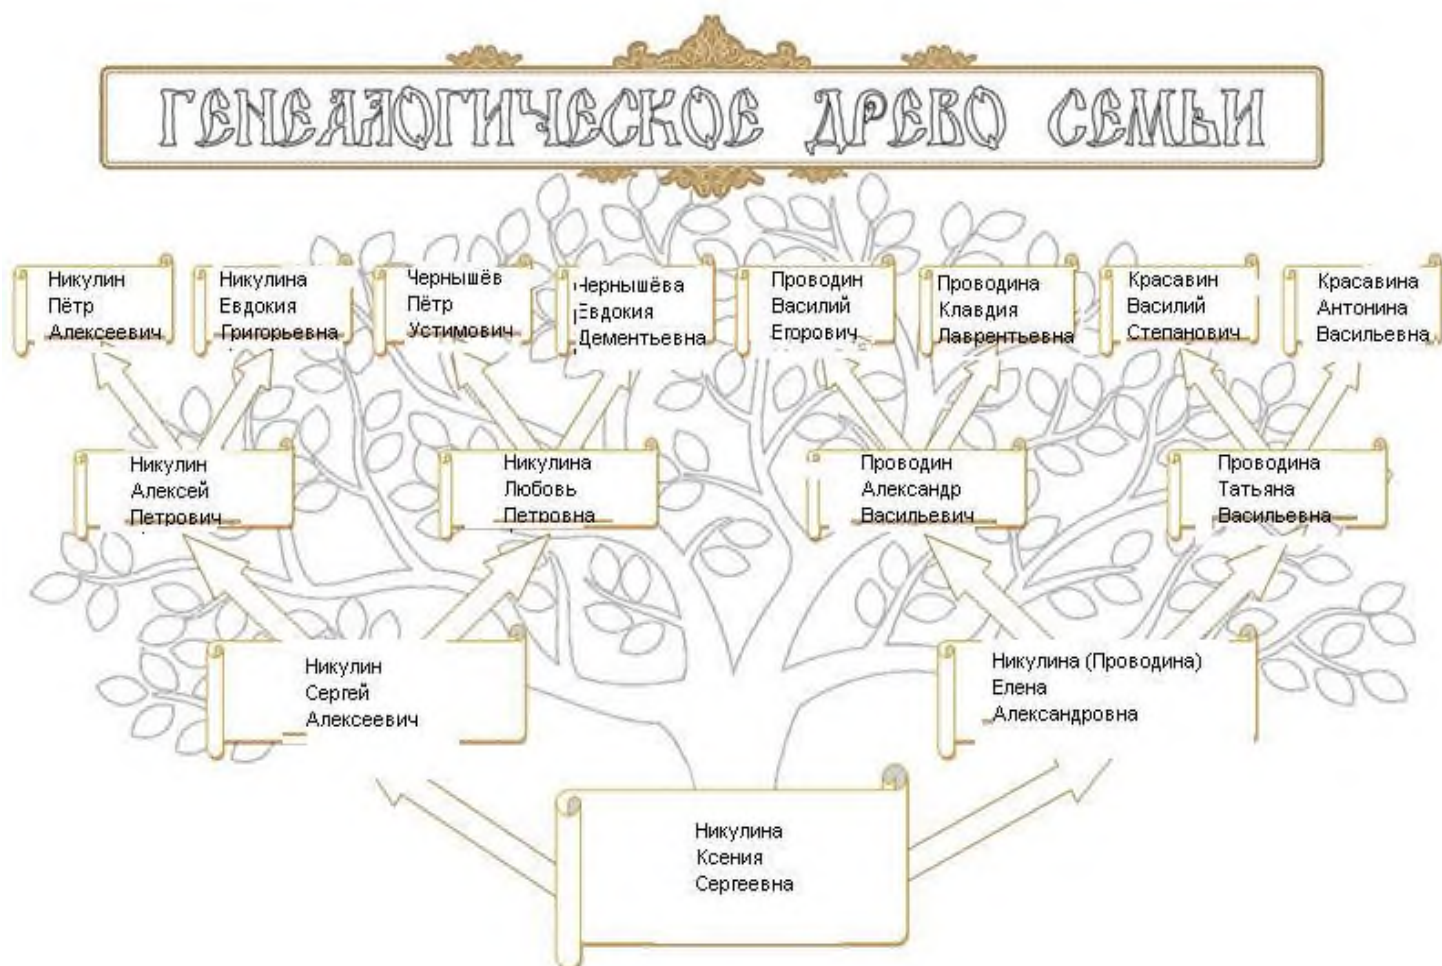 ГЕНЕАЛОГИЧЕСКОЕ ДРЕВО СЕМЬИ
Никулин
Пётр
Алексеевич
Никулина
Евдокия
Григорьевна
Чернышёв
Пётр
Устимович
Чернышёва
Евдокия
Дементьевна
Проводин
Василий
Егорович
Проводина
Клавдия
Лаврентьевна
Красавин
Василий
Степанович
Красавина
Антонина
Васильевна
Никулин
Алексей
Петрович
Никулина
Любовь
Петровна
Проводин
Александр
Васильевич
Проводина
Татьяна
Васильевна
Никулин
Сергей
Алексеевич
Никулина (Проводина)
Елена
Александровна
Никулина
Ксения
Сергеевна